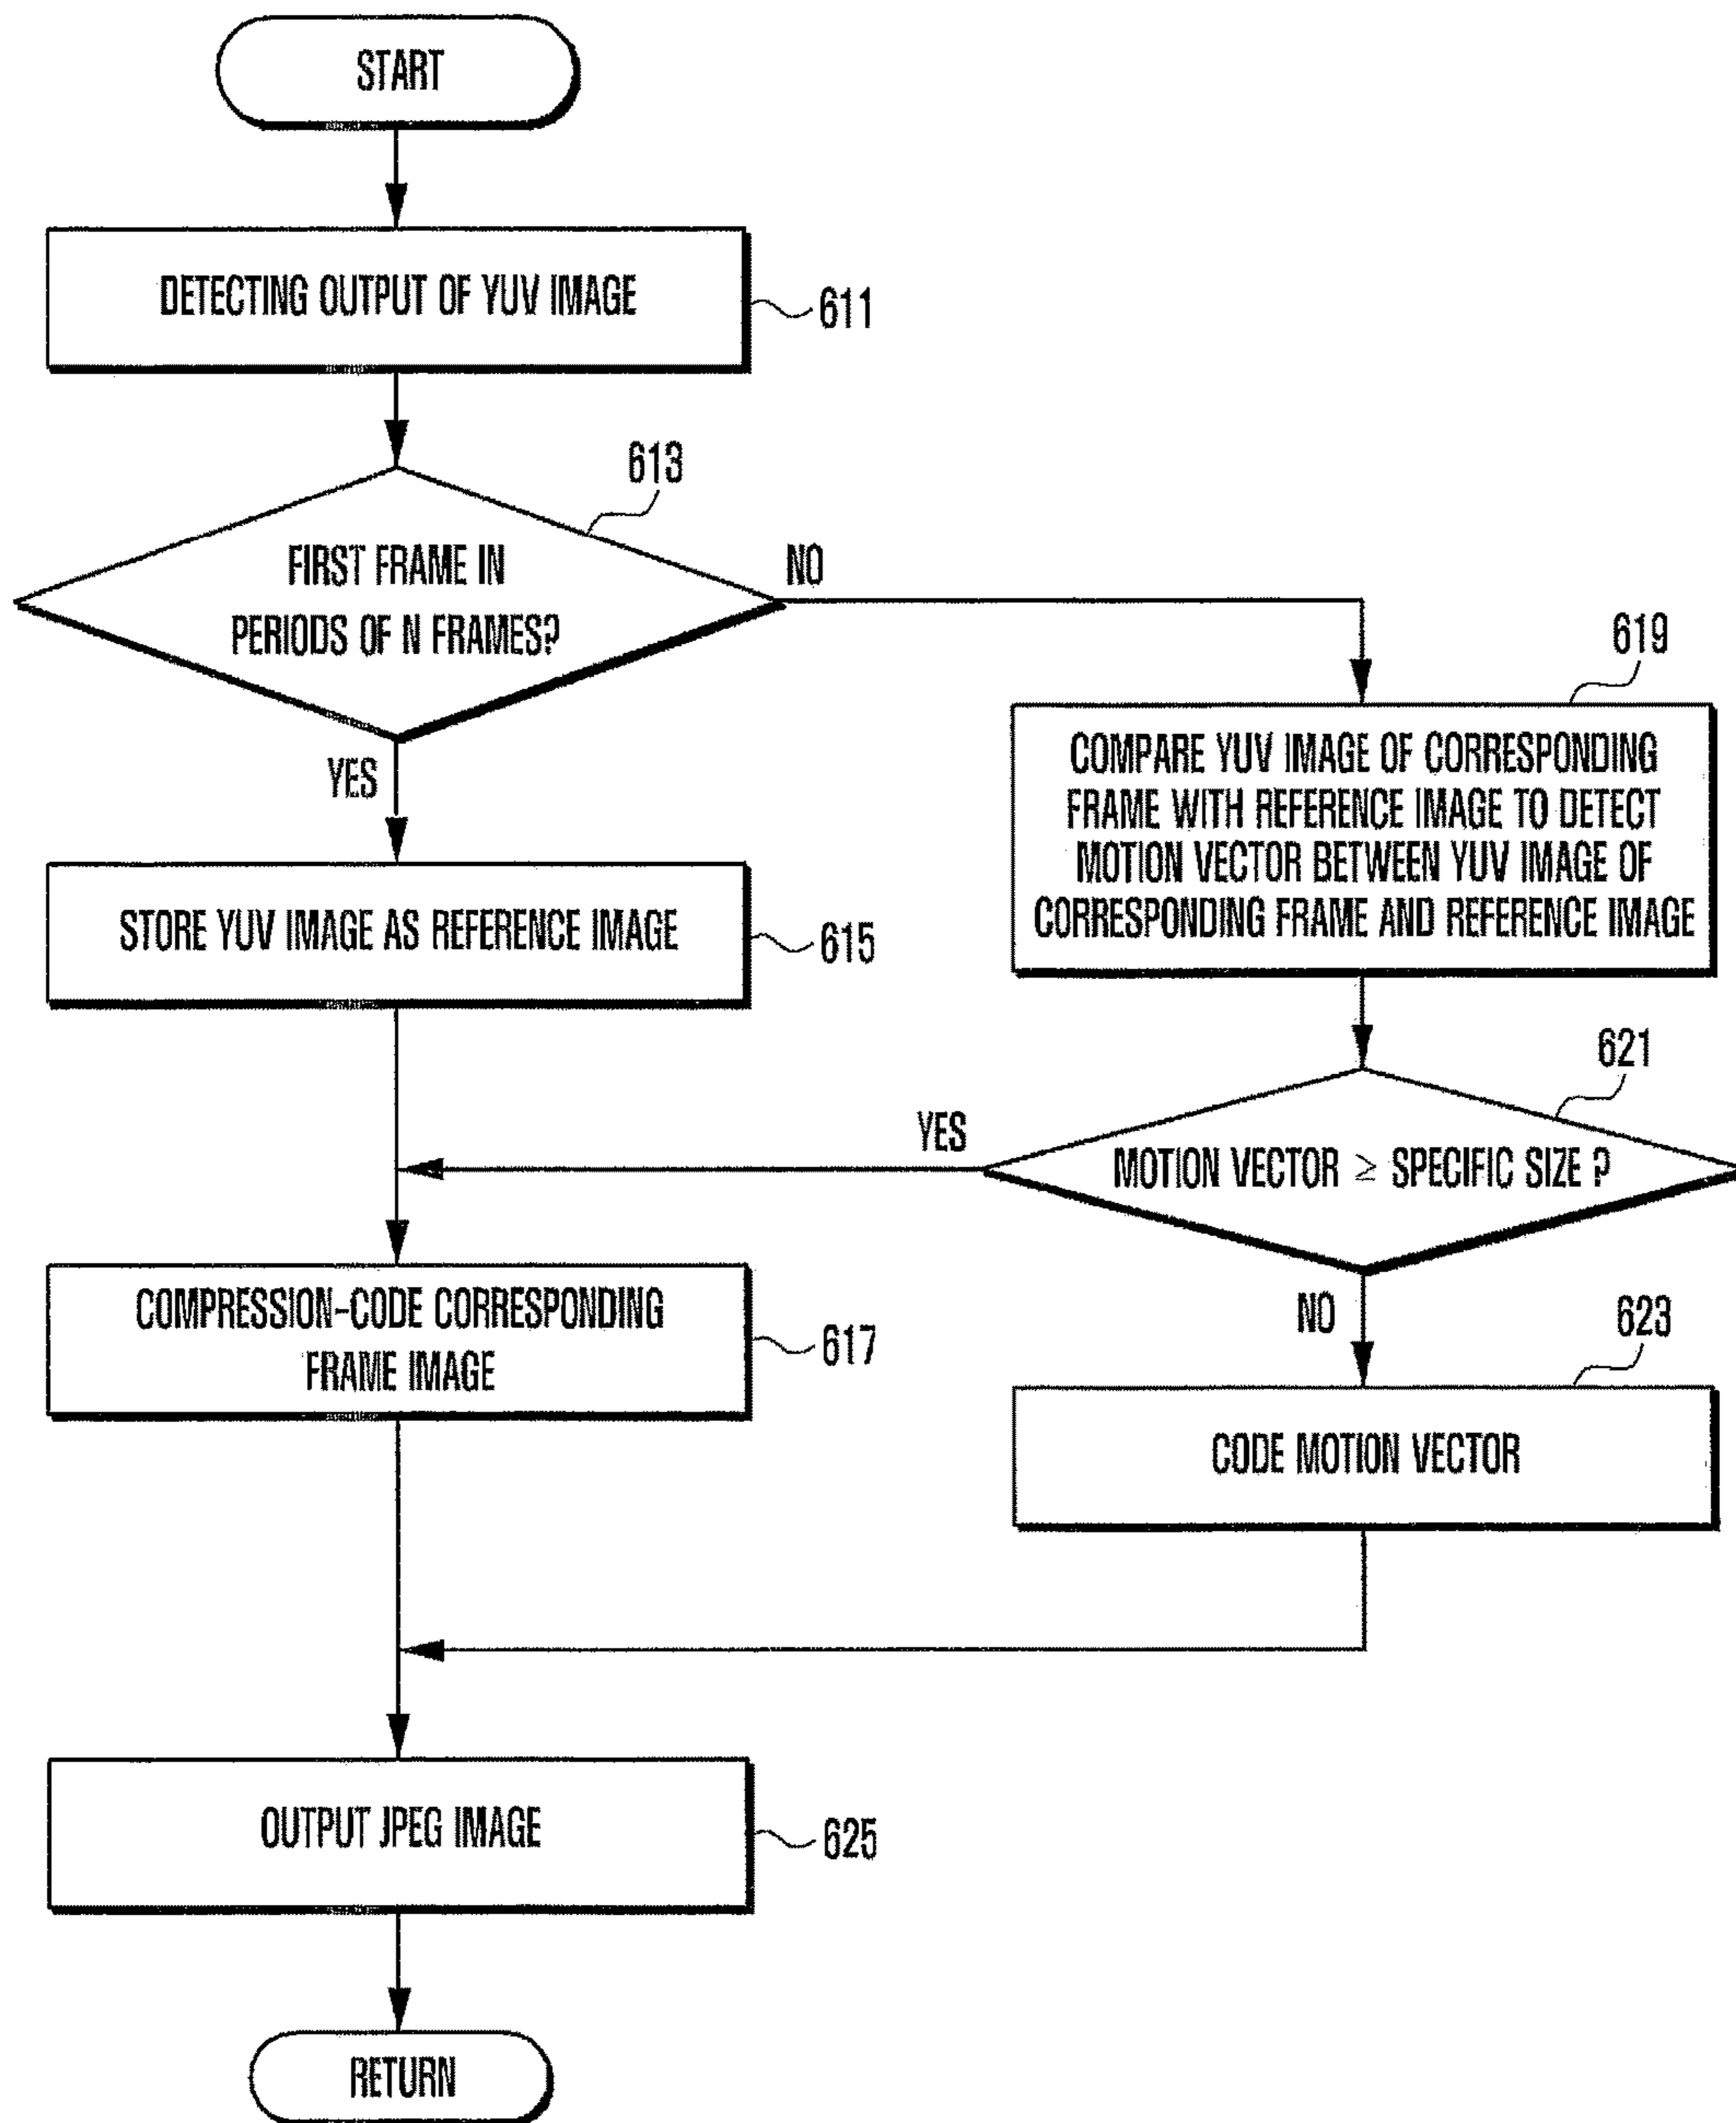 START
DETECTING OUTPUT OF YUV IMAGE
611
613
FIRST FRAME IN
PERIODS OF N FRAMES?
NO
YES
619
COMPARE YUV IMAGE OF CORRESPONDING
FRAME WITH REFERENCE IMAGE TO DETECT
MOTION VECTOR BETWEEN YUV IMAGE OF
CORRESPONDING FRAME AND REFERENCE IMAGE
STORE YUV IMAGE AS REFERENCE IMAGE
615
621
YES
MOTION VECTOR ≥ SPECIFIC SIZE ?
NO
COMPRESSION-CODE CORRESPONDING
FRAME IMAGE
617
623
CODE MOTION VECTOR
OUTPUT JPEG IMAGE
625
RETURN